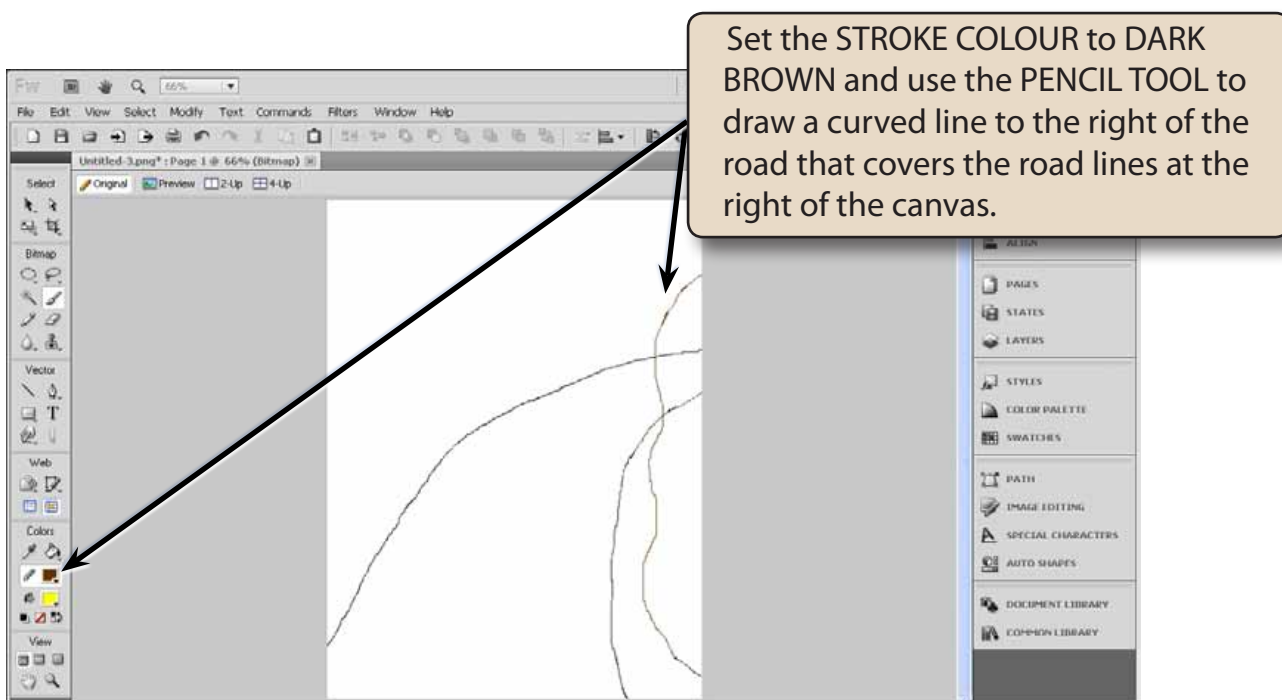 Set the STROKE COLOUR to DARK
BROWN and use the PENCIL TOOL to
draw a curved line to the right of the
road that covers the road lines at the
right of the canvas.
Fw 66%
File Edit View Select Modify Text Commands Filters Window Help
Untitled-3.png* : Page 1 @ 66% (Bitmap)
Original Preview 2-Up 4-Up
Select
Bitmap
Vector
T
Web
Colors
View
ALIGN
PAGES
STATES
LAYERS
STYLES
COLOR PALETTE
SWATCHES
PATH
IMAGE EDITING
SPECIAL CHARACTERS
AUTO SHAPES
DOCUMENT LIBRARY
COMMON LIBRARY